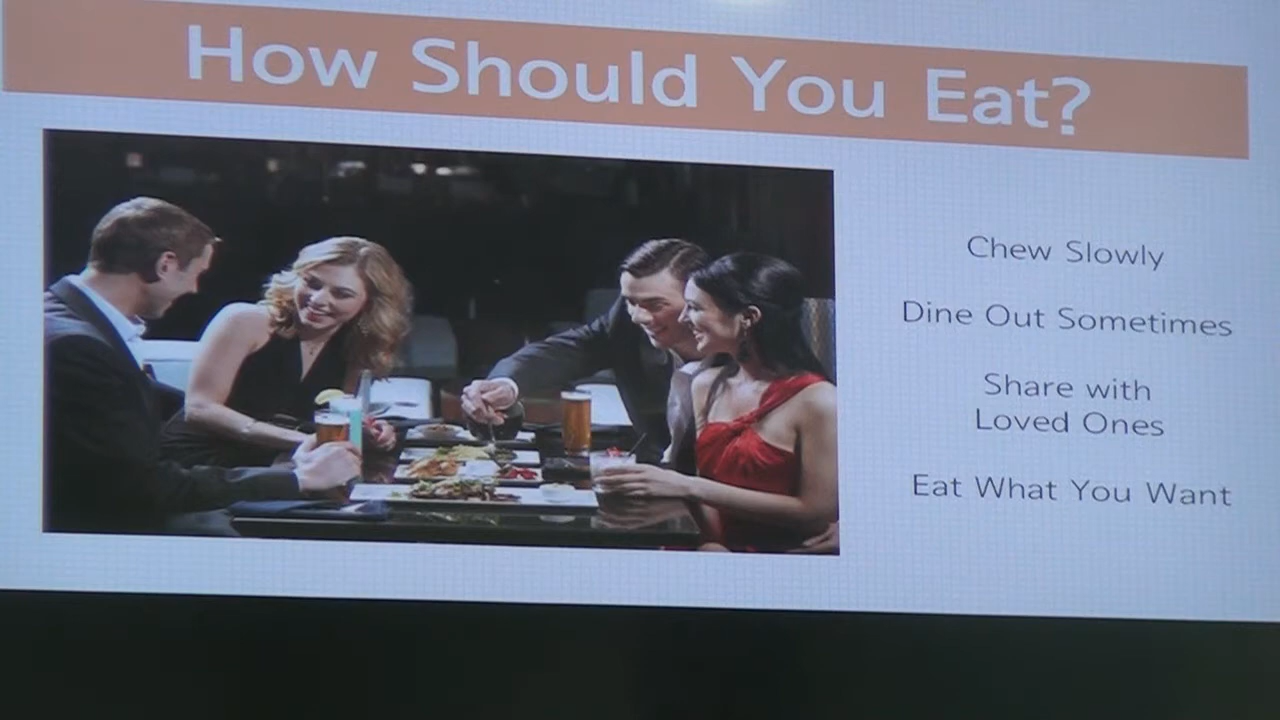 How Should You Eat?
Chew Slowly
Dine Out Sometimes
Share with
Loved Ones
Eat What You Want